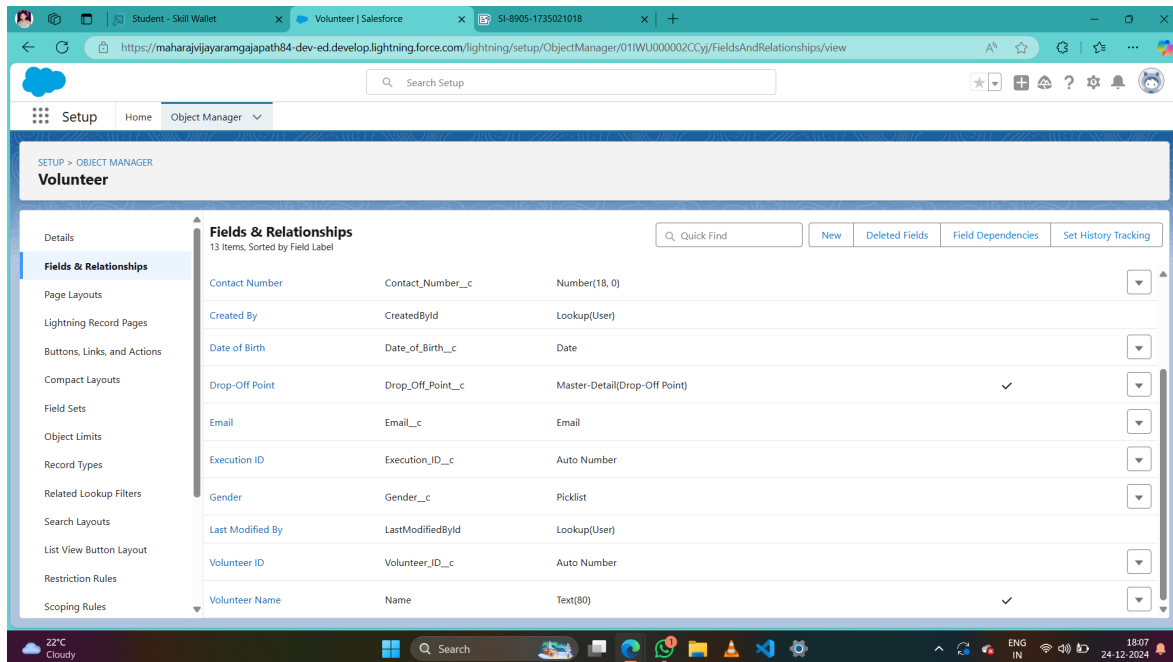 Student - Skill Wallet
Volunteer | Salesforce
SI-8905-1735021018
https://maharajvijayaramgajapath84-dev-ed.develop.lightning.force.com/lightning/setup/ObjectManager/01IWU000002CCyj/FieldsAndRelationships/view
Search Setup
Setup Home Object Manager
SETUP > OBJECT MANAGER
Volunteer
Details
Fields & Relationships
Page Layouts
Lightning Record Pages
Buttons, Links, and Actions
Compact Layouts
Field Sets
Object Limits
Record Types
Related Lookup Filters
Search Layouts
List View Button Layout
Restriction Rules
Scoping Rules
Fields & Relationships
13 Items, Sorted by Field Label
Quick Find New Deleted Fields Field Dependencies Set History Tracking
Contact Number Contact_Number__c Number(18, 0)
Created By CreatedById Lookup(User)
Date of Birth Date_of_Birth__c Date
Drop-Off Point Drop_Off_Point__c Master-Detail(Drop-Off Point)
Email Email__c Email
Execution ID Execution_ID__c Auto Number
Gender Gender__c Picklist
Last Modified By LastModifiedById Lookup(User)
Volunteer ID Volunteer_ID__c Auto Number
Volunteer Name Name Text(80)
22°C
Cloudy
Search
ENG
IN
18:07
24-12-2024